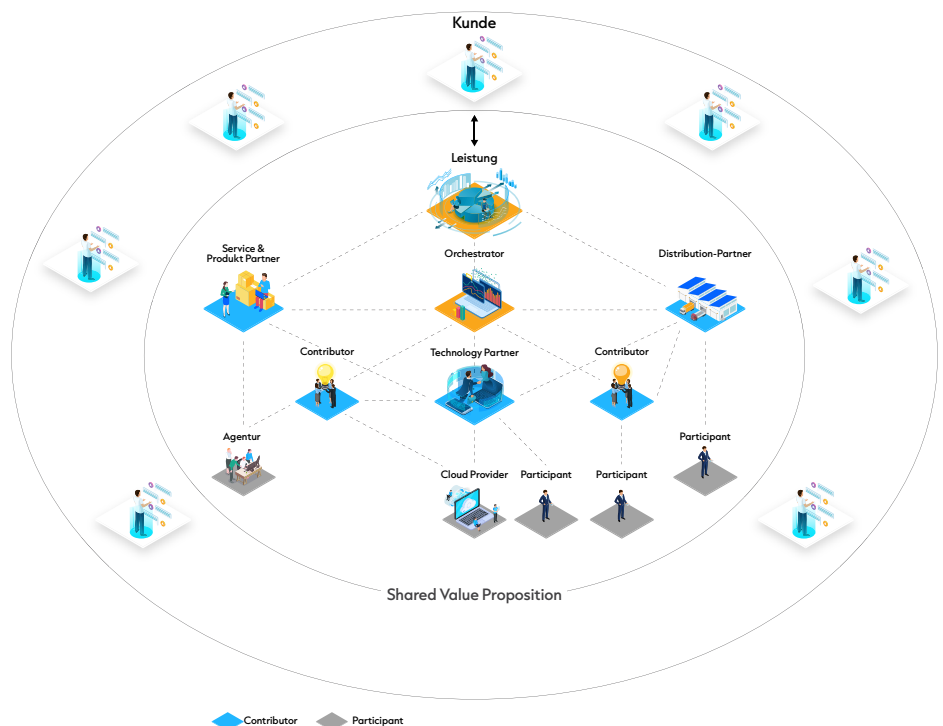 Kunde
Leistung
Service &
Produkt Partner
Orchestrator
Distribution-Partner
Contributor
Technology Partner
Contributor
Agentur
Participant
Cloud Provider
Participant
Participant
Shared Value Proposition
Contributor
Participant